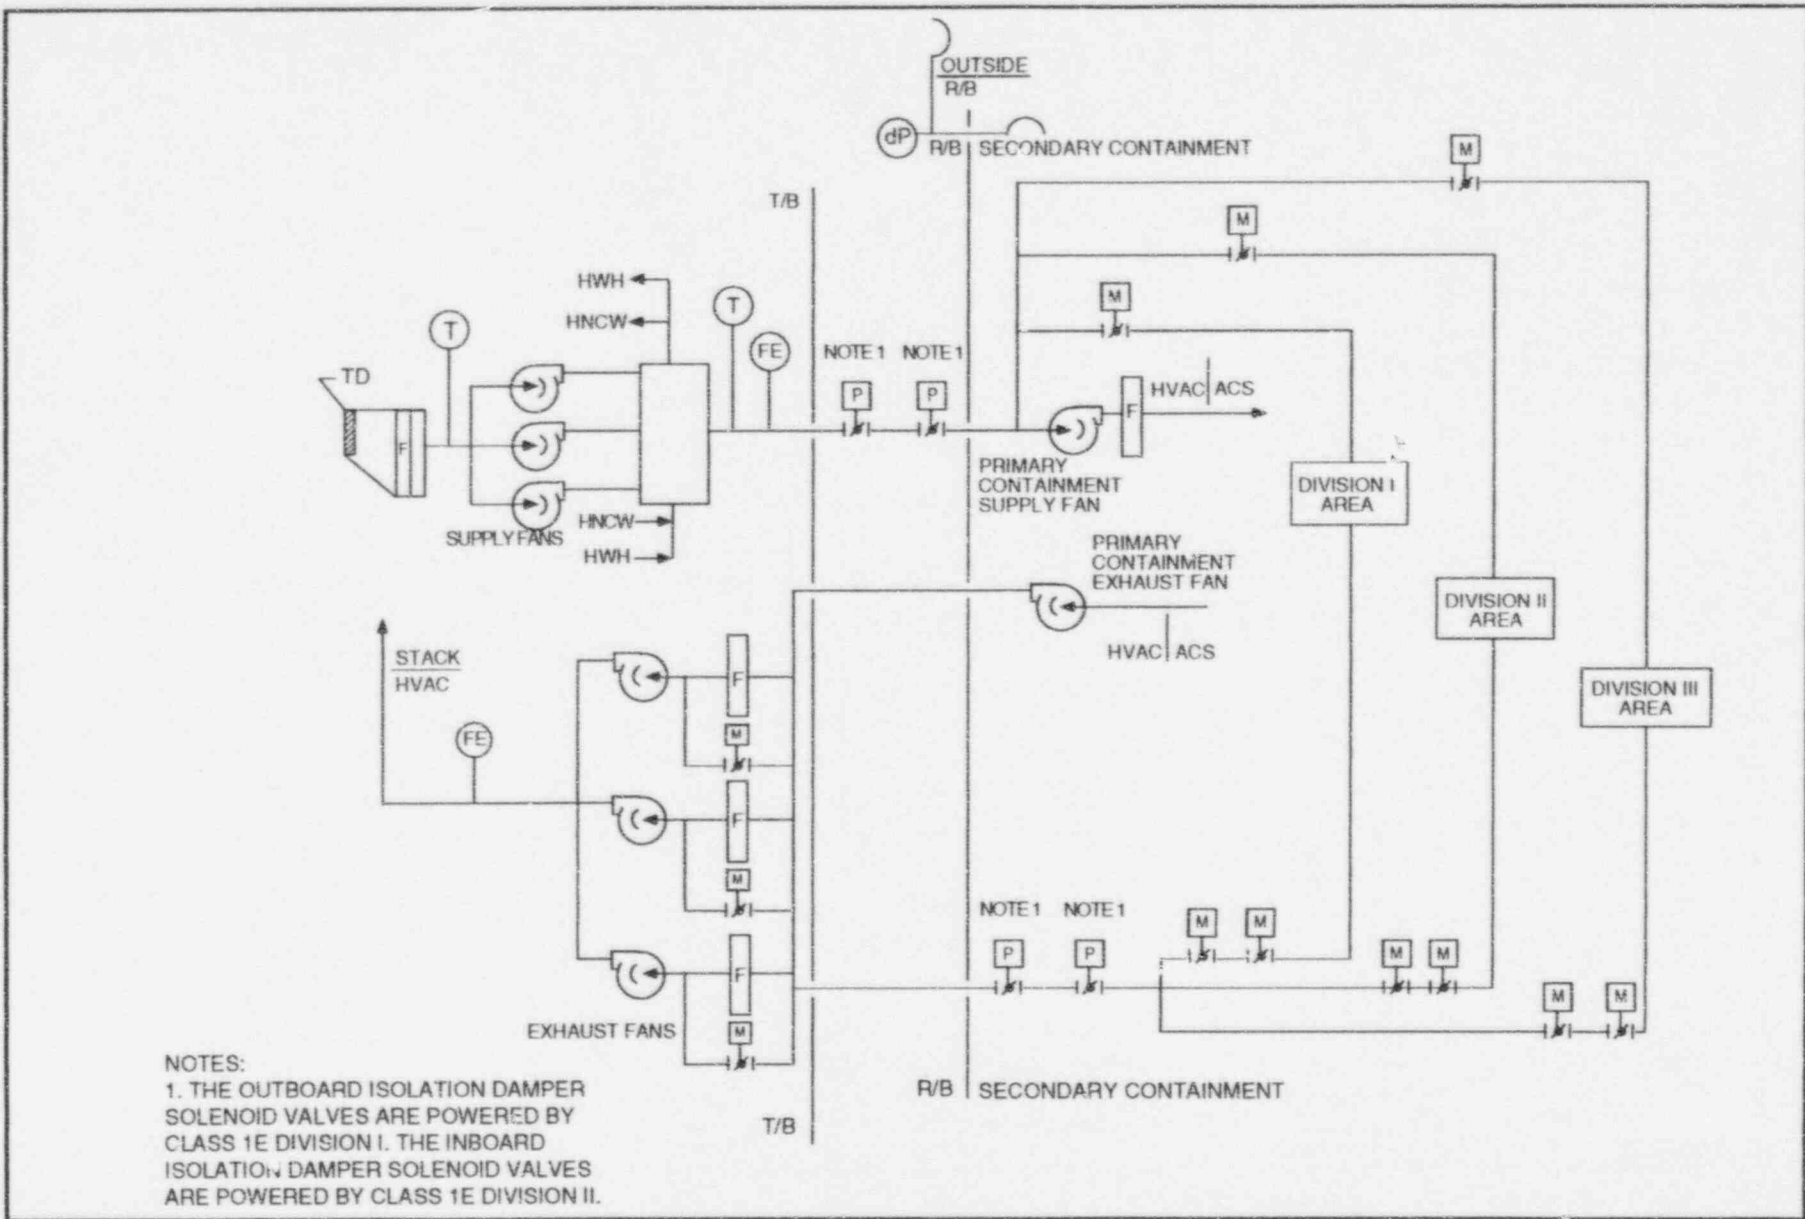 OUTSIDE
R/B
dP
R/B SECONDARY CONTAINMENT
M
T/B
M
HWH
M
HNCW
T
T
FE
NOTE 1 NOTE 1
TD
P P
HVAC ACS
F
F
PRIMARY
CONTAINMENT
SUPPLY FAN
DIVISION I
AREA
HNCW
SUPPLY FANS
HWH
PRIMARY
CONTAINMENT
EXHAUST FAN
DIVISION II
AREA
HVAC ACS
STACK
HVAC
F
DIVISION III
AREA
FE
M
F
M
NOTE 1 NOTE 1
M M
P P
M M
F
M M
EXHAUST FANS
M
NOTES:
1. THE OUTBOARD ISOLATION DAMPER
SOLENOID VALVES ARE POWERED BY
CLASS 1E DIVISION I. THE INBOARD
ISOLATION DAMPER SOLENOID VALVES
ARE POWERED BY CLASS 1E DIVISION II.
R/B SECONDARY CONTAINMENT
T/B